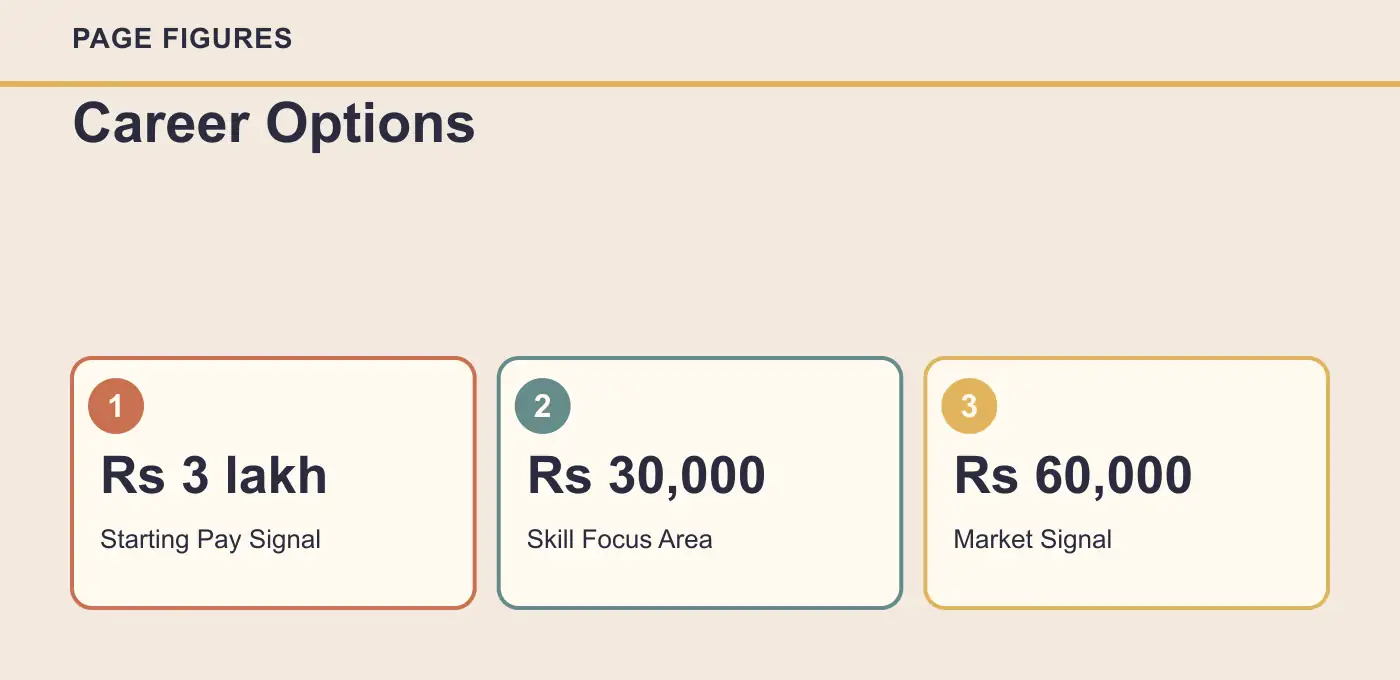 PAGE FIGURES
Career Options
1
Rs 3 lakh
Starting Pay Signal
2
Rs 30,000
Skill Focus Area
3
Rs 60,000
Market Signal